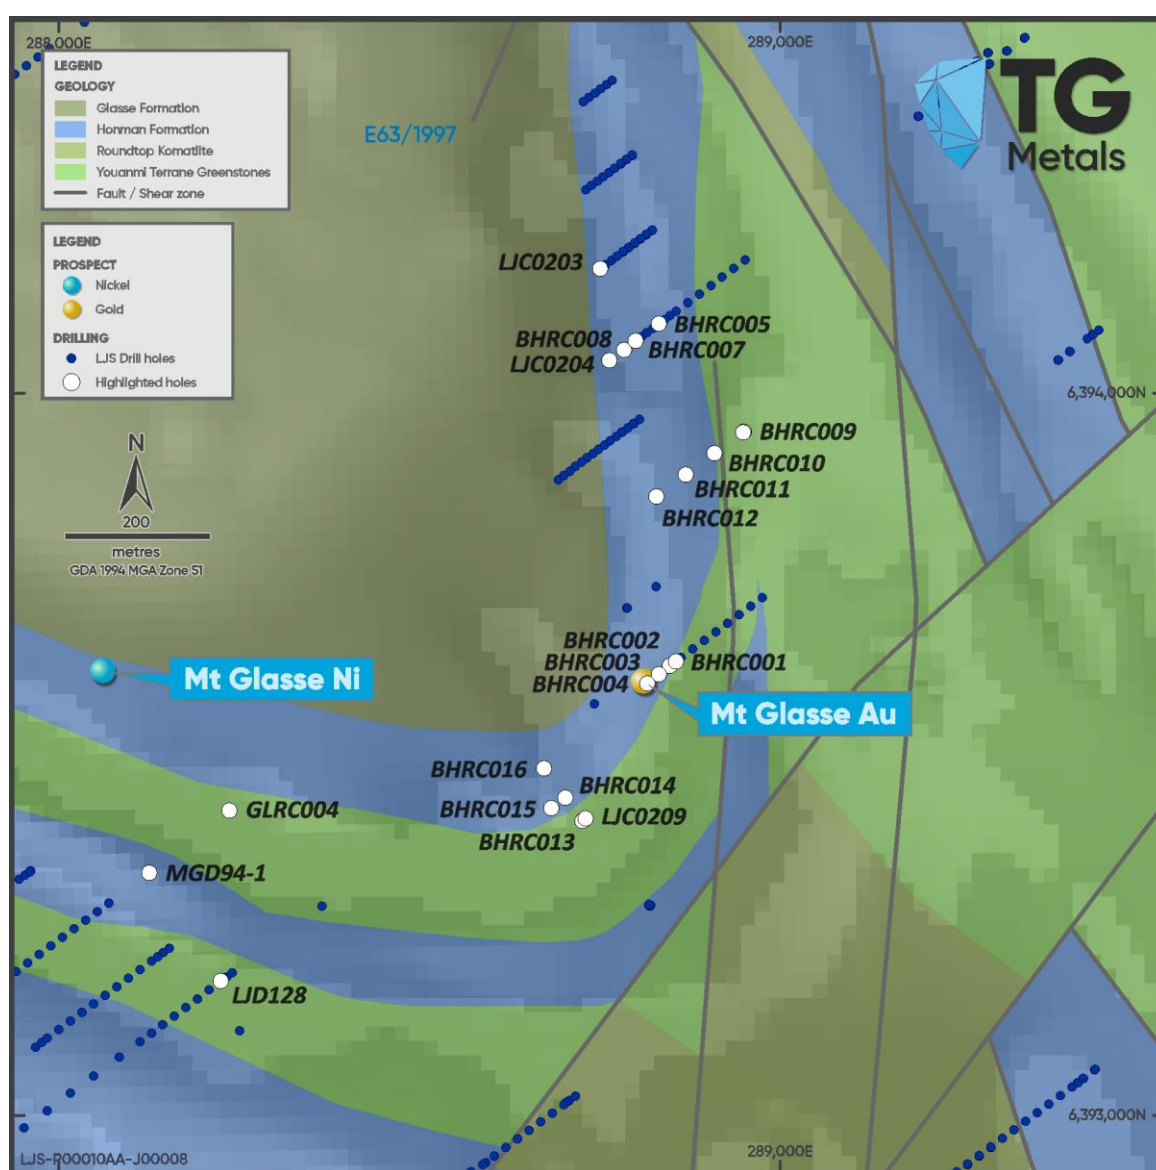 288,000E
289,000E
LEGEND
GEOLOGY
Glasse Formation
Honman Formation
Roundtop Komatiite
Youanmi Terrane Greenstones
Fault / Shear zone
E63/1997
TG
Metals
LEGEND
PROSPECT
Nickel
Gold
DRILLING
LJS Drill holes
Highlighted holes
LJC0203
BHRC005
BHRC008
BHRC007
LJC0204
6,394,000N
N
200
metres
GDA 1994 MGA Zone 51
BHRC009
BHRC010
BHRC011
BHRC012
BHRC002
BHRC003
BHRC001
BHRC004
Mt Glasse Ni
Mt Glasse Au
BHRC016
BHRC014
BHRC015
LJC0209
BHRC013
GLRC004
MGD94-1
LJD128
6,393,000N
289,000E
LJS-P00010AA-J00008